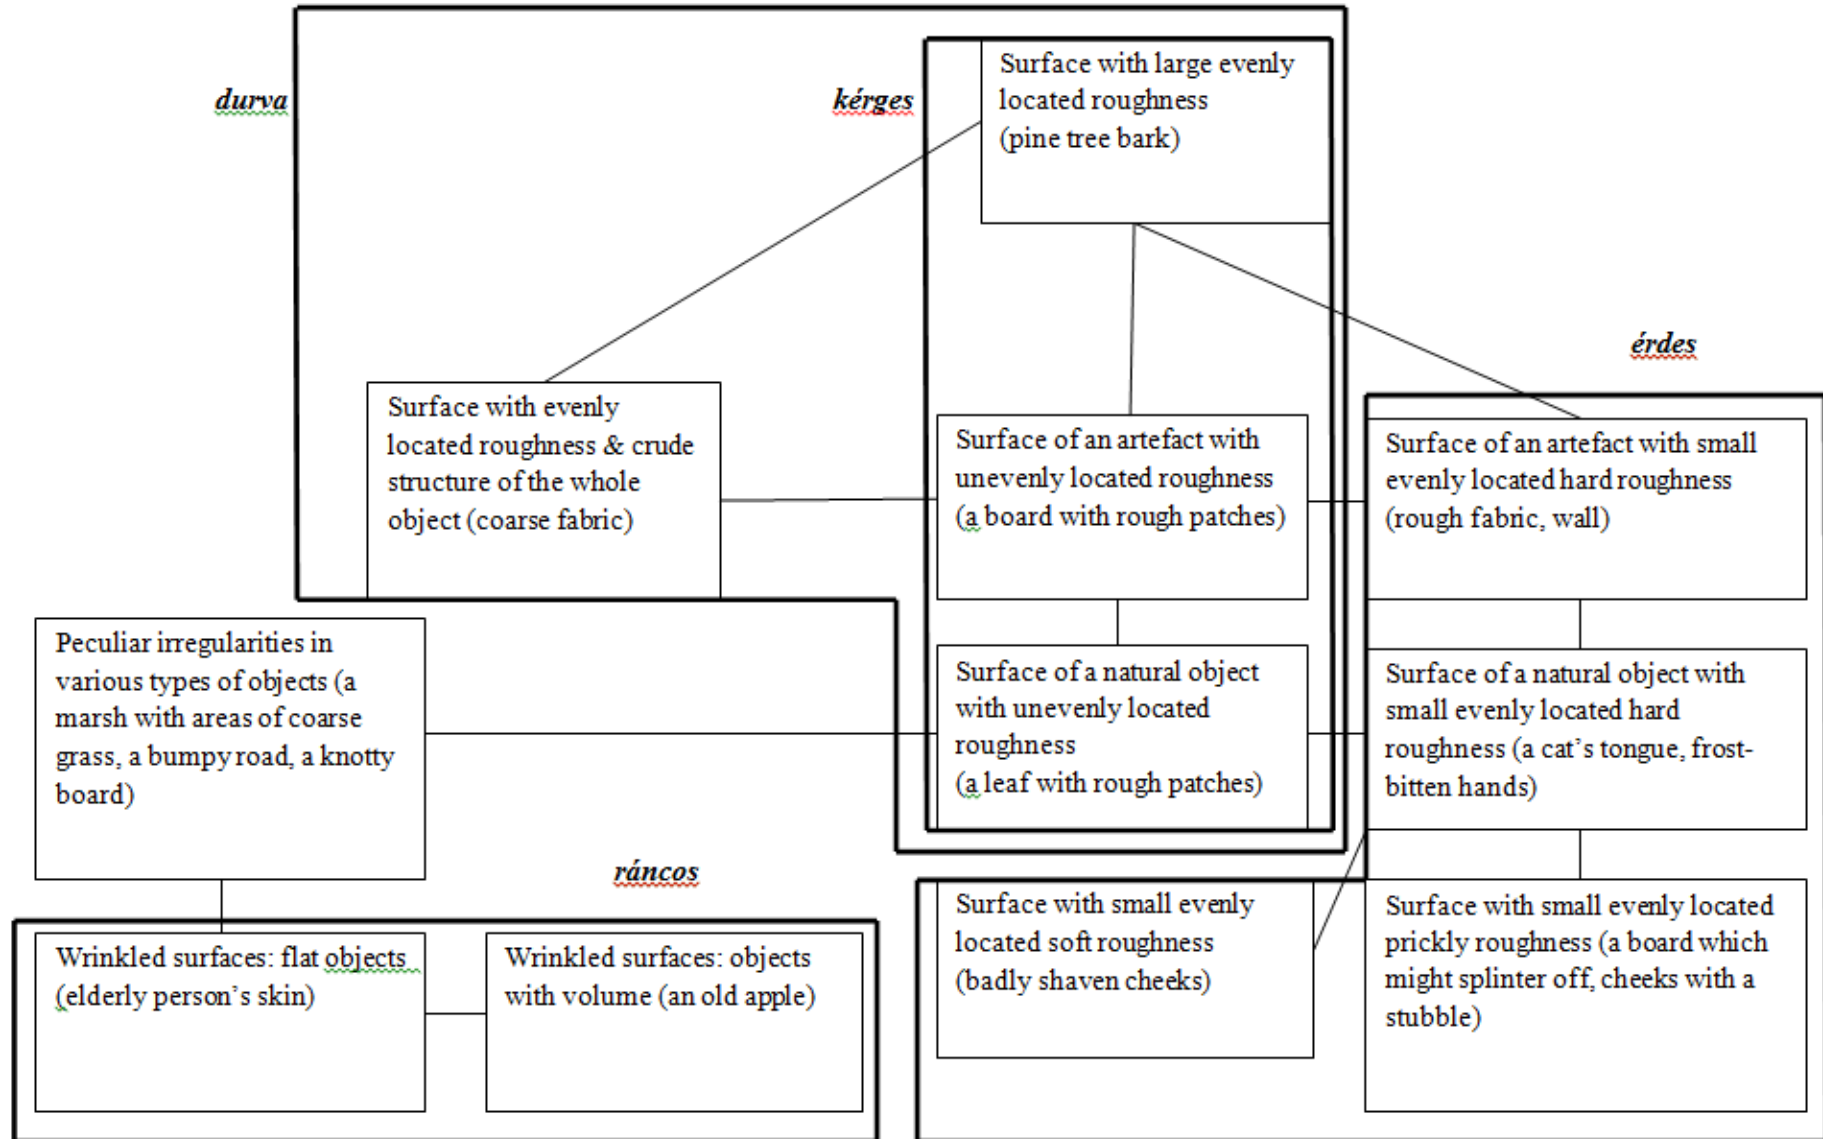 durva
kérges
Surface with large evenly
located roughness
(pine tree bark)
érdes
Surface with evenly
located roughness & crude
structure of the whole
object (coarse fabric)
Surface of an artefact with
unevenly located roughness
(a board with rough patches)
Surface of an artefact with small
evenly located hard roughness
(rough fabric, wall)
Peculiar irregularities in
various types of objects (a
marsh with areas of coarse
grass, a bumpy road, a knotty
board)
Surface of a natural object
with unevenly located
roughness
(a leaf with rough patches)
Surface of a natural object with
small evenly located hard
roughness (a cat’s tongue, frost-
bitten hands)
ráncos
Wrinkled surfaces: flat objects
(elderly person’s skin)
Wrinkled surfaces: objects
with volume (an old apple)
Surface with small evenly
located soft roughness
(badly shaven cheeks)
Surface with small evenly located
prickly roughness (a board which
might splinter off, cheeks with a
stubble)